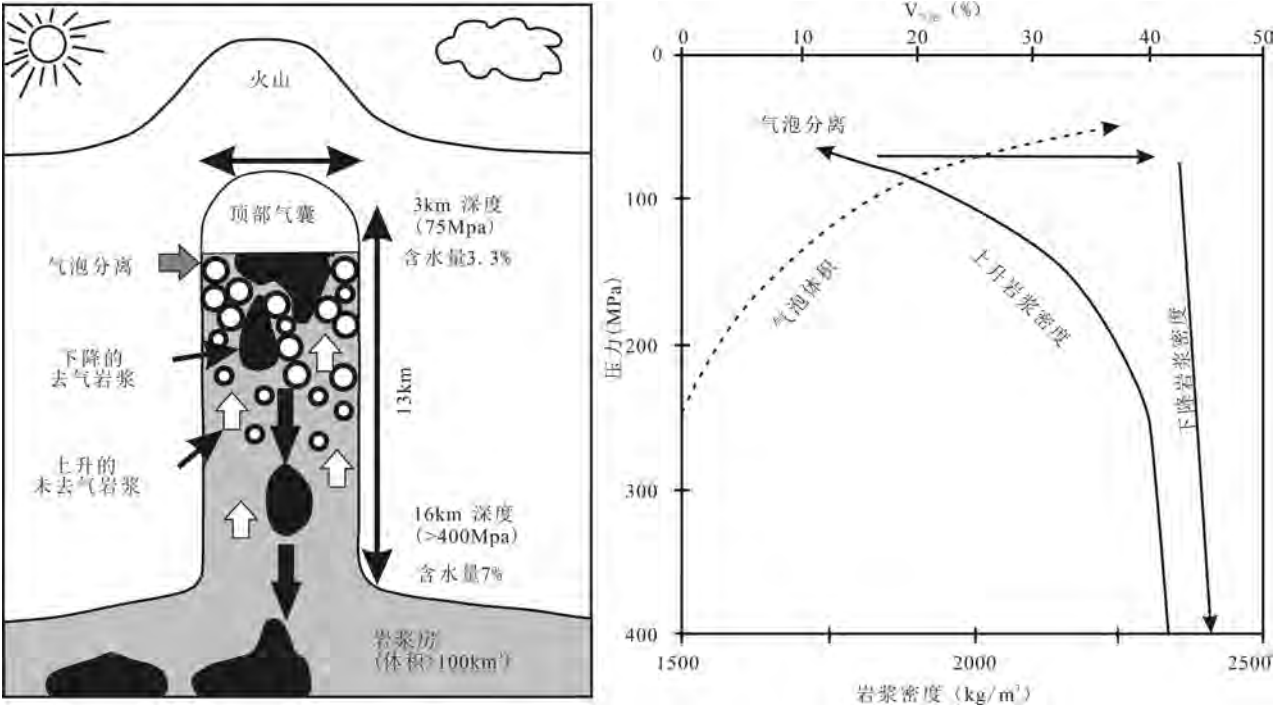 火山
顶部气囊
3km 深度
(75Mpa)
含水量3.3%
气泡分离
下降的
去气岩浆
13km
上升的
未去气岩浆
16km 深度
(>400Mpa)
含水量7%
岩浆房
(体积>100km³)
V (%)
0 10 20 30 40 50
0
100
200
300
400
压力(MPa)
气泡分离
气泡体积
上升岩浆密度
下降岩浆密度
1500 2000 2500
岩浆密度 (kg/m³)